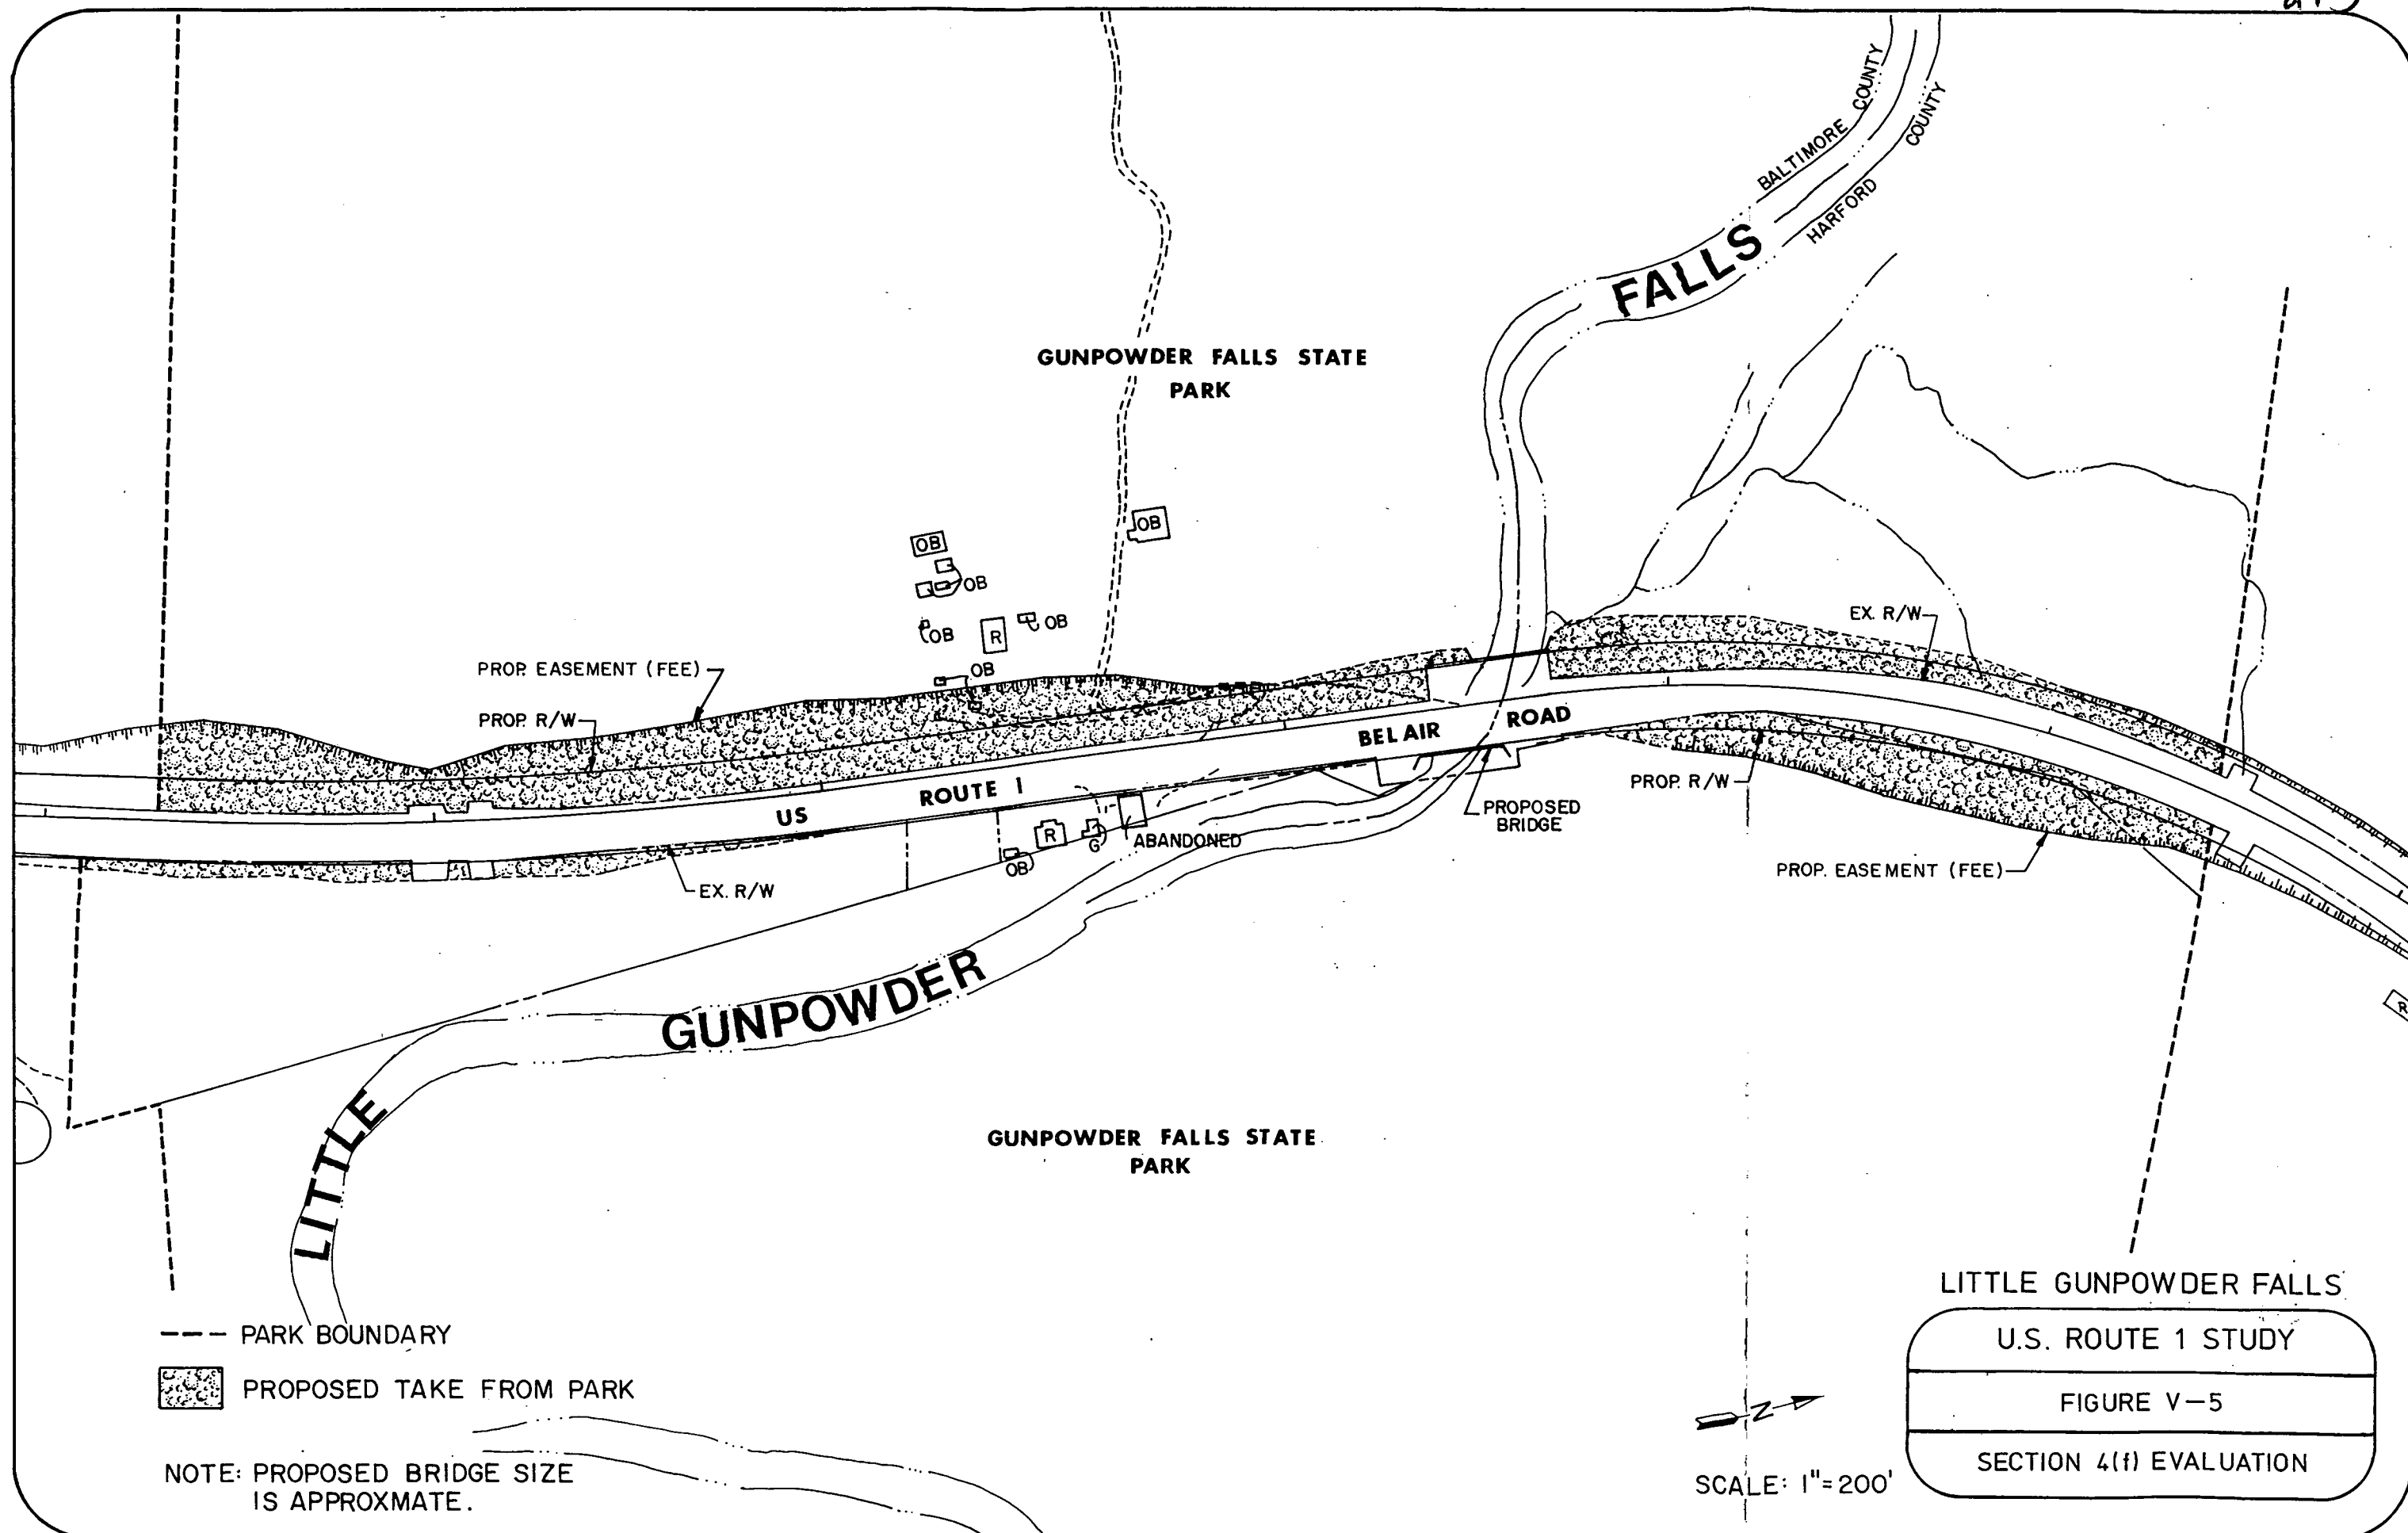 BALTIMORE COUNTY
HARFORD COUNTY
FALLS
GUNPOWDER FALLS STATE
PARK
OB
OB
OB
OB
R
OB
OB
EX. R/W
PROP. EASEMENT (FEE)
PROP. R/W
BEL AIR ROAD
US ROUTE 1
PROP. R/W
PROPOSED
BRIDGE
R
G
ABANDONED
OB
EX. R/W
PROP. EASEMENT (FEE)
GUNPOWDER
R
LITTLE
GUNPOWDER FALLS STATE
PARK
LITTLE GUNPOWDER FALLS
U.S. ROUTE 1 STUDY
FIGURE V-5
SECTION 4(f) EVALUATION
PARK BOUNDARY
PROPOSED TAKE FROM PARK
NOTE: PROPOSED BRIDGE SIZE
IS APPROXMATE.
N
SCALE: 1"=200'